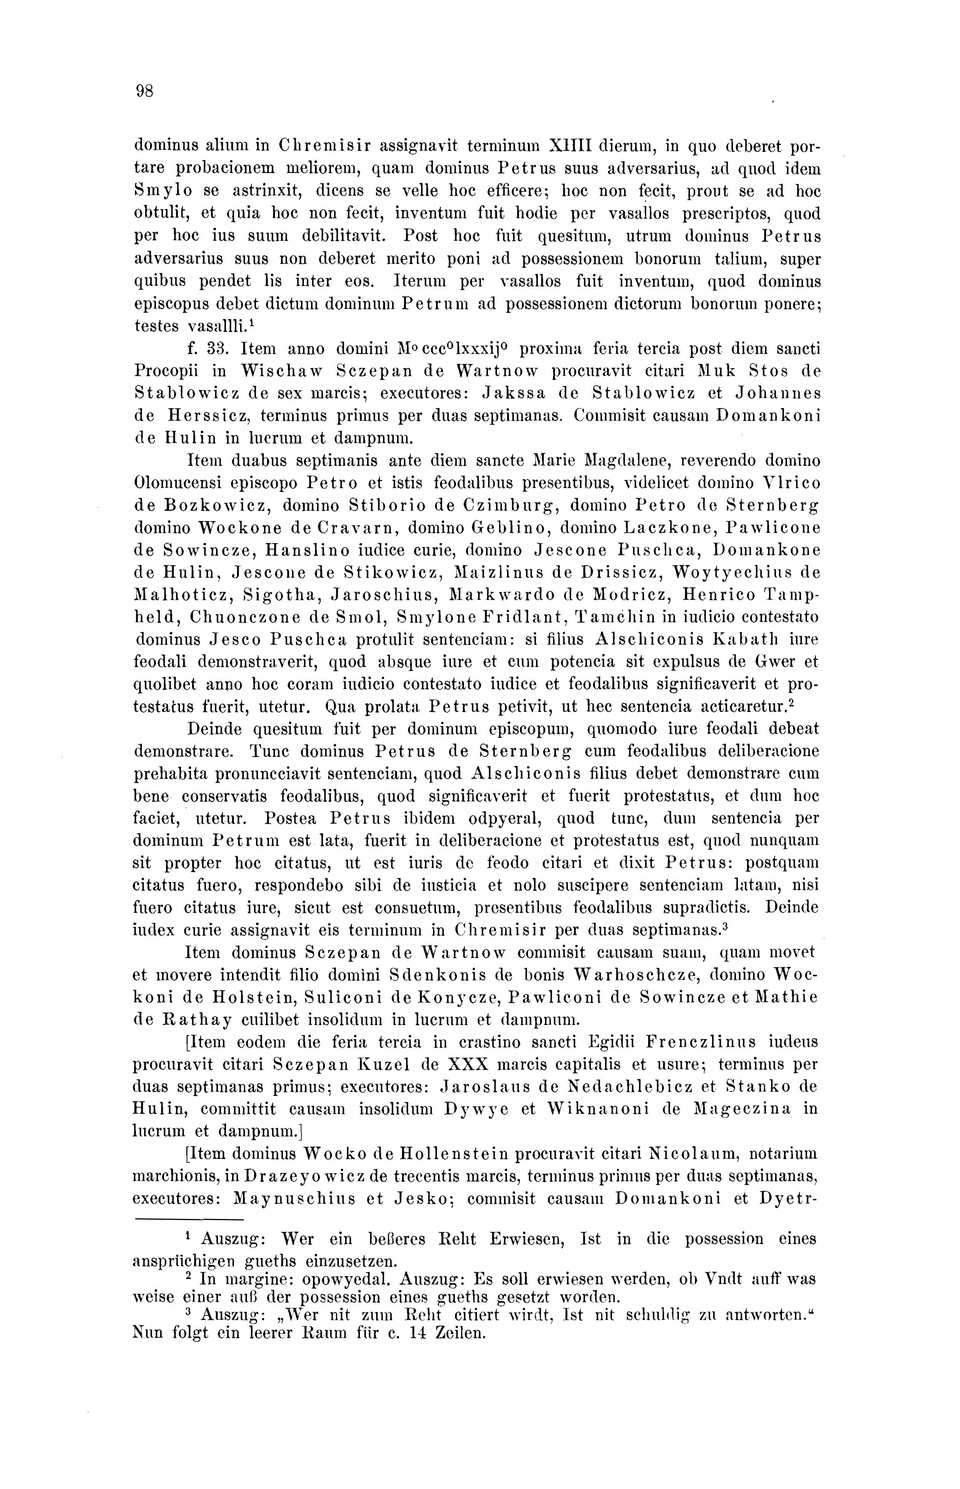 98
dominus alium in Chremisir assignavit terminum XIIII dierum, in quo deberet por-
tare probacionem meliorem, quam dominus Petrus suus adversarius, ad quod idem
Smylo se astrinxit, dicens se velle hoc efficere; hoc non fecit, prout se ad hoc
obtulit, et quia hoc non fecit, inventum fuit hodie per vasallos prescriptos, quod
per hoc ius suum debilitavit. Post hoc fuit quesitum, utrum dominus Petrus
adversarius suus non deberet merito poni ad possessionem bonorum talium, super
quibus pendet lis inter eos. Iterum per vasallos fuit inventum, quod dominus
episcopus debet dictum dominum Petrum ad possessionem dictorum bonorum ponere;
testes vasallli.¹
f. 33. Item anno domini Mº cccºlxxxijº proxima feria tercia post diem sancti
Procopii in Wischaw Sczepan de Wartnow procuravit citari Muk Stos de
Stablowicz de sex marcis; executores: Jakssa de Stablowicz et Johannes
de Herssicz, terminus primus per duas septimanas. Commisit causam Domankoni
de Hulin in lucrum et dampnum.
Item duabus septimanis ante diem sancte Marie Magdalene, reverendo domino
Olomucensi episcopo Petro et istis feodalibus presentibus, videlicet domino Vlrico
de Bozkowicz, domino Stiborio de Czimburg, domino Petro de Sternberg
domino Wockone de Cravarn, domino Geblino, domino Laczkone, Pawlicone
de Sowincze, Hanslino iudice curie, domino Jescone Puschca, Domankone
de Hulin, Jescone de Stikowicz, Maizlinus de Drissicz, Woytyechius de
Malhoticz, Sigotha, Jaroschius, Markwardo de Modricz, Henrico Tamp-
held, Chuonczone de Smol, Smylone Fridlant, Tamchin in iudicio contestato
dominus Jesco Puschca protulit sentenciam: si filius Alschiconis Kabath iure
feodali demonstraverit, quod absque iure et cum potencia sit expulsus de Gwer et
quolibet anno hoc coram iudicio contestato iudice et feodalibus significaverit et pro-
testatus fuerit, utetur. Qua prolata Petrus petivit, ut hec sentencia acticaretur.²
Deinde quesitum fuit per dominum episcopum, quomodo iure feodali debeat
demonstrare. Tunc dominus Petrus de Sternberg cum feodalibus deliberacione
prehabita pronuncciavit sentenciam, quod Alschiconis filius debet demonstrare cum
bene conservatis feodalibus, quod significaverit et fuerit protestatus, et dum hoc
faciet, utetur. Postea Petrus ibidem odpyeral, quod tunc, dum sentencia per
dominum Petrum est lata, fuerit in deliberacione et protestatus est, quod nunquam
sit propter hoc citatus, ut est iuris de feodo citari et dixit Petrus: postquam
citatus fuero, respondebo sibi de iusticia et nolo suscipere sentenciam latam, nisi
fuero citatus iure, sicut est consuetum, presentibus feodalibus supradictis. Deinde
iudex curie assignavit eis terminum in Chremisir per duas septimanas.³
Item dominus Sczepan de Wartnow commisit causam suam, quam movet
et movere intendit filio domini Sdenkonis de bonis Warhoschcze, domino Woc-
koni de Holstein, Suliconi de Konycze, Pawliconi de Sowincze et Mathie
de Rathay cuilibet insolidum in lucrum et dampnum.
[Item eodem die feria tercia in crastino sancti Egidii Frenczlinus iudeus
procuravit citari Sczepan Kuzel de XXX marcis capitalis et usure; terminus per
duas septimanas primus; executores: Jaroslaus de Nedachlebicz et Stanko de
Hulin, committit causam insolidum Dywye et Wiknanoni de Mageczina in
lucrum et dampnum.]
[Item dominus Wocko de Hollenstein procuravit citari Nicolaum, notarium
marchionis, in Drazeyowicz de trecentis marcis, terminus primus per duas septimanas,
executores: Maynuschius et Jesko; commisit causam Domankoni et Dyetr-
¹ Auszug: Wer ein beßeres Reht Erwiesen, Ist in die possession eines
ansprüchigen gueths einzusetzen.
² In margine: opowyedal. Auszug: Es soll erwiesen werden, ob Vndt auff was
weise einer auß der possession eines gueths gesetzt worden.
³ Auszug: „Wer nit zum Reht citiert wirdt, Ist nit schuldig zu antworten."
Nun folgt ein leerer Raum für c. 14 Zeilen.